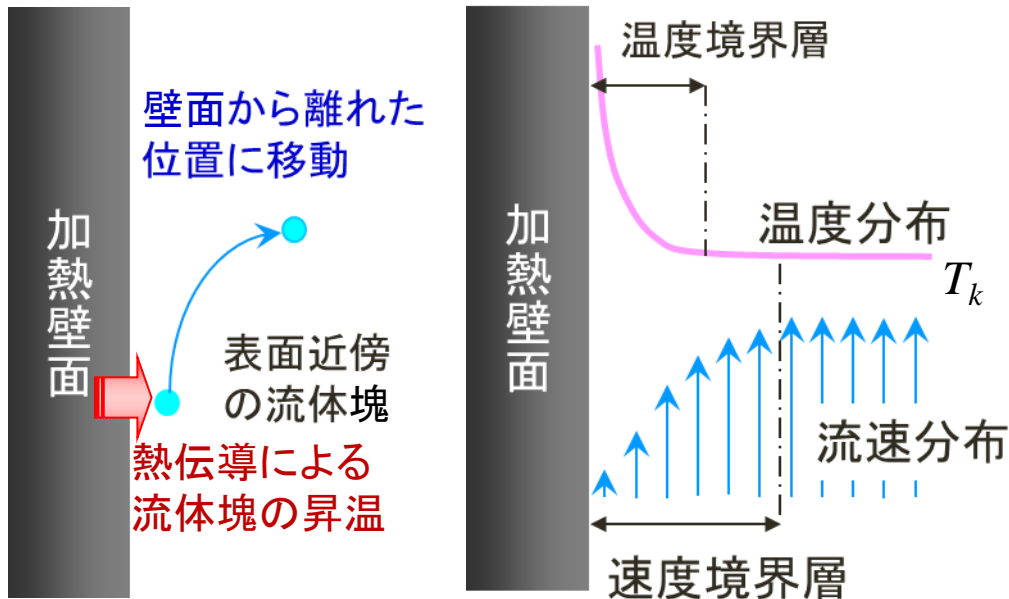 加熱壁面
壁面から離れた
位置に移動
表面近傍
の流体塊
熱伝導による
流体塊の昇温
加熱壁面
温度境界層
温度分布
T_k
流速分布
速度境界層